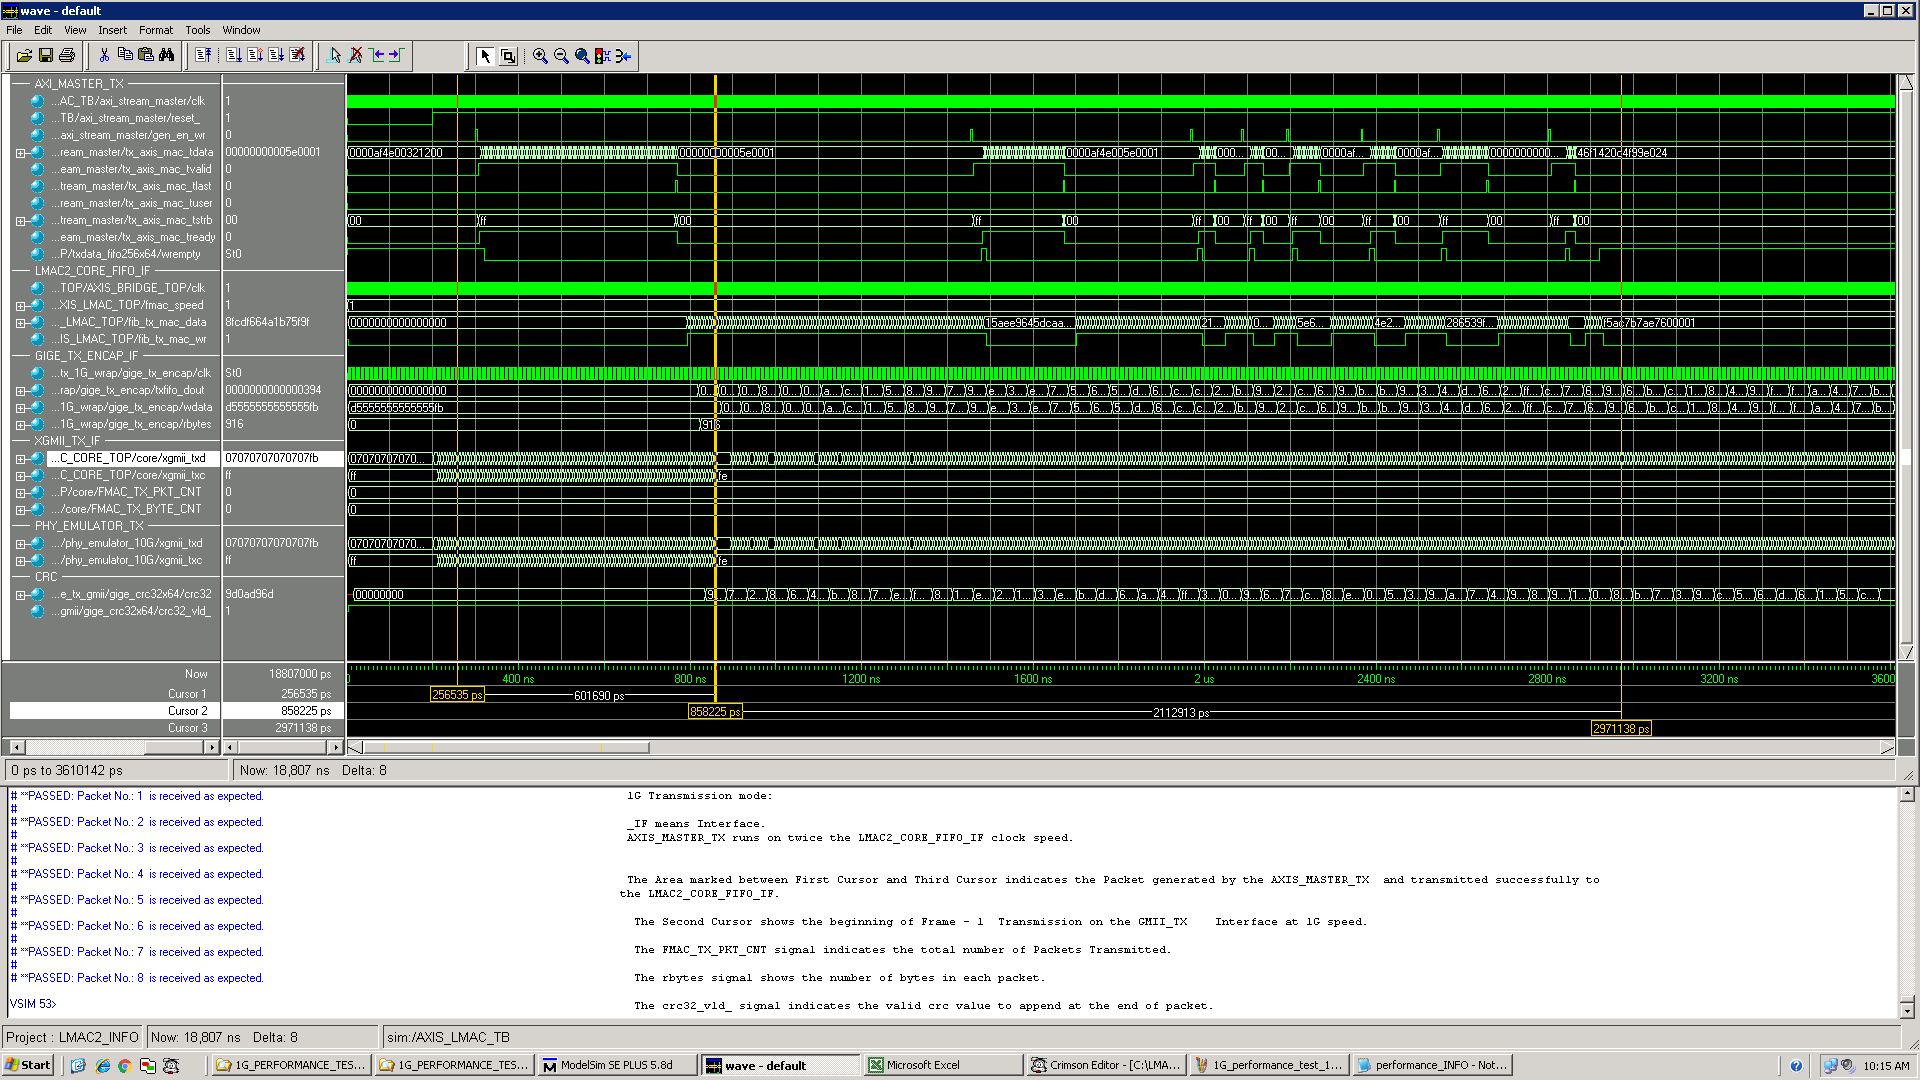 wave - default
File Edit View Insert Format Tools Window
AXI_MASTER_TX
...AC_TB/axi_stream_master/clk 1
...TB/axi_stream_master/reset_ 1
...axi_stream_master/gen_en_wr 0
...ream_master/tx_axis_mac_tdata 00000000005e0001 0000af4e00321200 00000000005e0001 0000af4e005e0001 000... 00... 0000af... 0000af... 0000000000... 46f1420c4f99e024
...eam_master/tx_axis_mac_tvalid 0
...tream_master/tx_axis_mac_tlast 0
...ream_master/tx_axis_mac_tuser 0
...tream_master/tx_axis_mac_tstrb 00 00 ff 00 ff 00 ff 00 ff 00 ff 00 ff 00 ff 00 ff 00
...eam_master/tx_axis_mac_tready 0
...P/txdata_fifo256x64/wrempty St0
LMAC2_CORE_FIFO_IF
...TOP/AXIS_BRIDGE_TOP/clk 1
...XIS_LMAC_TOP/fmac_speed 1 1
..._LMAC_TOP/fib_tx_mac_data 8fcdf664a1b75f9f 0000000000000000 15aee9645dcaa... 21... 0... 5e6... 4e2... 286539f... f5ac7b7ae7600001
...IS_LMAC_TOP/fib_tx_mac_wr 1
GIGE_TX_ENCAP_IF
...tx_1G_wrap/gige_tx_encap/clk St0
...rap/gige_tx_encap/txfifo_dout 0000000000000394 0000000000000000
...1G_wrap/gige_tx_encap/wdata d5555555555555fb d5555555555555fb
...1G_wrap/gige_tx_encap/rbytes 916 0 916
XGMII_TX_IF
...C_CORE_TOP/core/xgmii_txd 07070707070707fb 07070707070...
...C_CORE_TOP/core/xgmii_txc ff ff fe
...P/core/FMAC_TX_PKT_CNT 0 0
.../core/FMAC_TX_BYTE_CNT 0 0
PHY_EMULATOR_TX
.../phy_emulator_10G/xgmii_txd 07070707070707fb 07070707070...
.../phy_emulator_10G/xgmii_txc ff ff fe
CRC
...e_tx_gmii/gige_crc32x64/crc32 9d0ad96d 00000000
...gmii/gige_crc32x64/crc32_vld_ 1
Now 18807000 ps 400 ns 800 ns 1200 ns 1600 ns 2 us 2400 ns 2800 ns 3200 ns 3600
Cursor 1 256535 ps 256535 ps 601690 ps
Cursor 2 858225 ps 858225 ps 2112913 ps
Cursor 3 2971138 ps 2971138 ps
0 ps to 3610142 ps Now: 18,807 ns Delta: 8
# **PASSED: Packet No.: 1 is received as expected.
#
# **PASSED: Packet No.: 2 is received as expected.
#
# **PASSED: Packet No.: 3 is received as expected.
#
# **PASSED: Packet No.: 4 is received as expected.
#
# **PASSED: Packet No.: 5 is received as expected.
#
# **PASSED: Packet No.: 6 is received as expected.
#
# **PASSED: Packet No.: 7 is received as expected.
#
# **PASSED: Packet No.: 8 is received as expected.
VSIM 53>
1G Transmission mode:
_IF means Interface.
AXIS_MASTER_TX runs on twice the LMAC2_CORE_FIFO_IF clock speed.
The Area marked between First Cursor and Third Cursor indicates the Packet generated by the AXIS_MASTER_TX and transmitted successfully to
the LMAC2_CORE_FIFO_IF.
The Second Cursor shows the beginning of Frame - 1 Transmission on the GMII_TX Interface at 1G speed.
The FMAC_TX_PKT_CNT signal indicates the total number of Packets Transmitted.
The rbytes signal shows the number of bytes in each packet.
The crc32_vld_ signal indicates the valid crc value to append at the end of packet.
Project : LMAC2_INFO Now: 18,807 ns Delta: 8 sim:/AXIS_LMAC_TB
Start 1G_PERFORMANCE_TES... 1G_PERFORMANCE_TES... ModelSim SE PLUS 5.8d wave - default Microsoft Excel Crimson Editor - [C:\LMA... 1G_performance_test_1... performance_INFO - Not... 10:15 AM